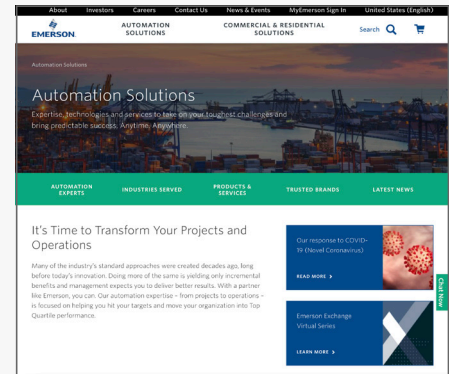 About Investors Careers Contact Us News & Events MyEmerson Sign In United States (English)
EMERSON.
AUTOMATION
SOLUTIONS
COMMERCIAL & RESIDENTIAL
SOLUTIONS
Search
Automation Solutions
Automation Solutions
Expertise, technologies and services to take on your toughest challenges and
bring predictable success. Anytime, Anywhere.
AUTOMATION
EXPERTS
INDUSTRIES SERVED
PRODUCTS &
SERVICES
TRUSTED BRANDS
LATEST NEWS
It's Time to Transform Your Projects and
Operations
Many of the industry's standard approaches were created decades ago, long
before today's innovation. Doing more of the same is yielding only incremental
benefits and management expects you to deliver better results. With a partner
like Emerson, you can. Our automation expertise – from projects to operations –
is focused on helping you hit your targets and move your organization into Top
Quartile performance.
Our response to COVID-
19 (Novel Coronavirus)
READ MORE >
Chat Now
Emerson Exchange
Virtual Series
LEARN MORE >